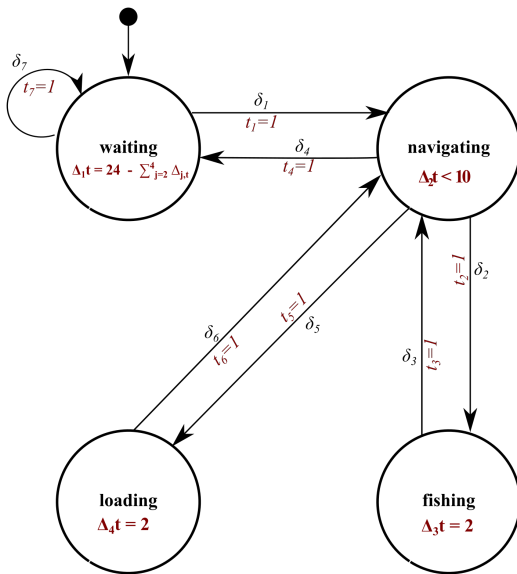 δ7
t7=1
δ1
t1=1
waiting
Δ1t = 24 - ∑⁴j=2 Δj,t
δ4
t4=1
navigating
Δ2t < 10
δ2
t2=1
δ3
t3=1
δ5
t5=1
δ6
t6=1
loading
Δ4t = 2
fishing
Δ3t = 2